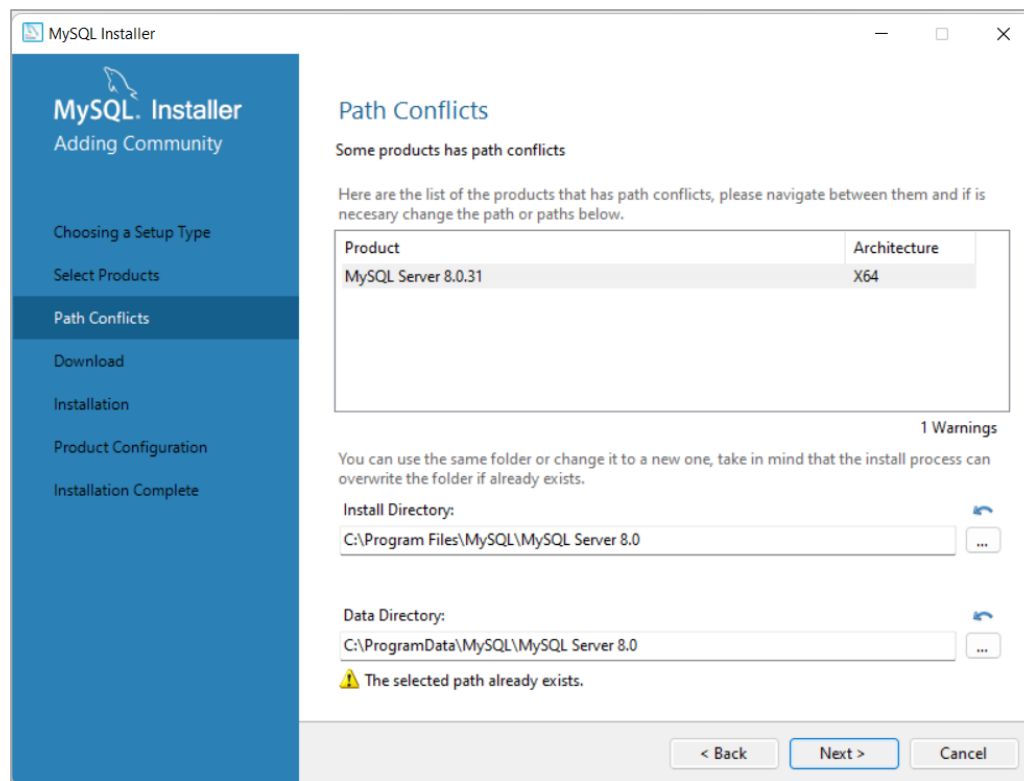 MySQL Installer
MySQL. Installer
Adding Community
Choosing a Setup Type
Select Products
Path Conflicts
Download
Installation
Product Configuration
Installation Complete
Path Conflicts
Some products has path conflicts
Here are the list of the products that has path conflicts, please navigate between them and if is
necesary change the path or paths below.
Product Architecture
MySQL Server 8.0.31 X64
1 Warnings
You can use the same folder or change it to a new one, take in mind that the install process can
overwrite the folder if already exists.
Install Directory:
C:\Program Files\MySQL\MySQL Server 8.0
...
Data Directory:
C:\ProgramData\MySQL\MySQL Server 8.0
...
The selected path already exists.
< Back Next > Cancel